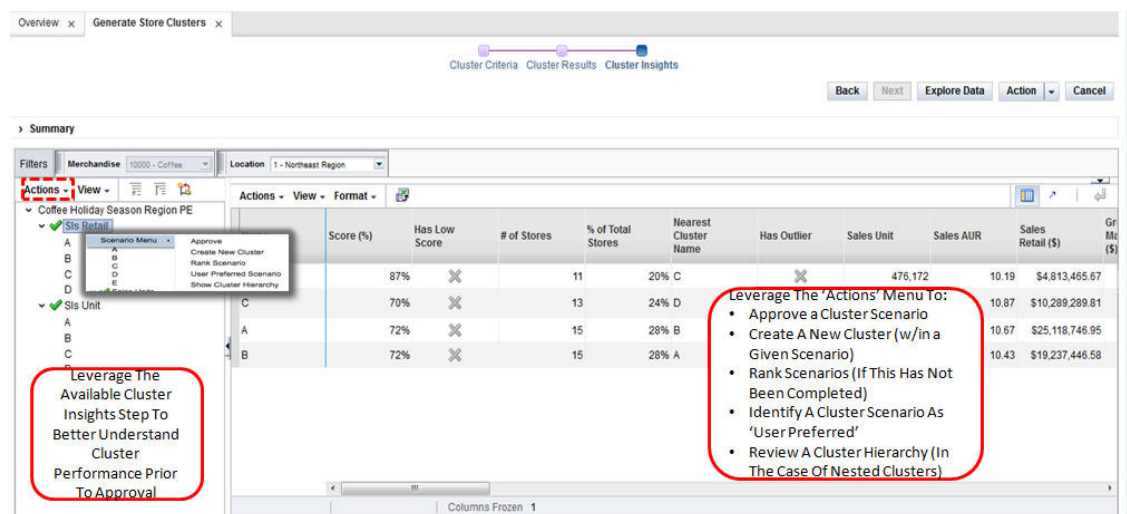 Overview x Generate Store Clusters x
Cluster Criteria Cluster Results Cluster Insights
Back Next Explore Data Action Cancel
Summary
Filters Merchandise 10000 - Coffee Location 1 - Northeast Region
Actions View
Coffee Holiday Season Region PE
Sls Retail
A
B
C
D
Sls Unit
A
B
C
Scenario Menu
A
B
C
D
E
Approve
Create New Cluster
Rank Scenario
User Preferred Scenario
Show Cluster Hierarchy
Leverage The
Available Cluster
Insights Step To
Better Understand
Cluster
Performance Prior
To Approval
Actions View Format
Score (%) Has Low Score # of Stores % of Total Stores Nearest Cluster Name Has Outlier Sales Unit Sales AUR Sales Retail ($)
87% 11 20% C 476,172 10.19 $4,813,465.67
C 70% 13 24% D 10.87 $10,289,289.81
A 72% 15 28% B 10.67 $25,118,746.95
B 72% 15 28% A 10.43 $19,237,446.58
Leverage The 'Actions' Menu To:
• Approve a Cluster Scenario
• Create A New Cluster (w/in a
Given Scenario)
• Rank Scenarios (If This Has Not
Been Completed)
• Identify A Cluster Scenario As
'User Preferred'
• Review A Cluster Hierarchy (In
The Case Of Nested Clusters)
Columns Frozen 1